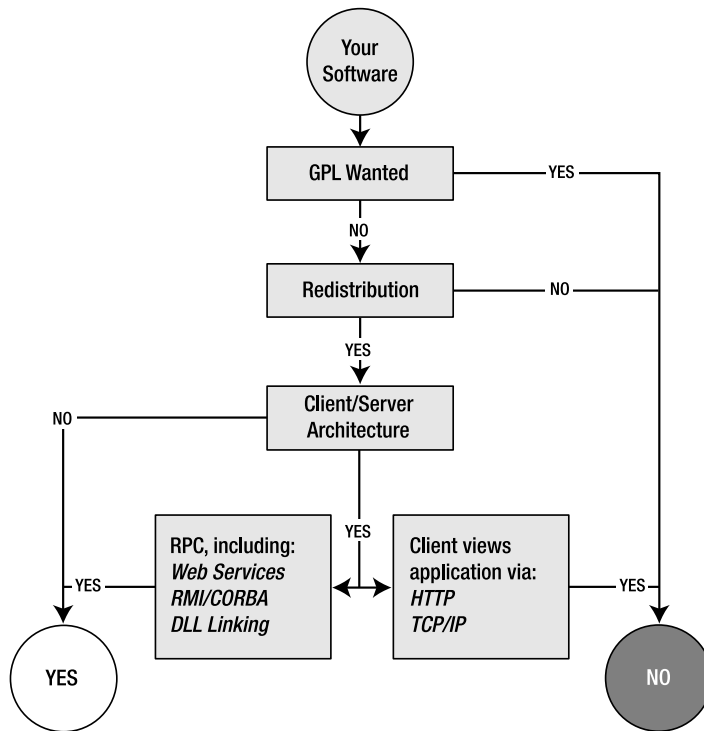 Your
Software
GPL Wanted
YES
NO
Redistribution
NO
YES
Client/Server
Architecture
NO
YES
RPC, including:
Web Services
RMI/CORBA
DLL Linking
Client views
application via:
HTTP
TCP/IP
YES
YES
YES
NO